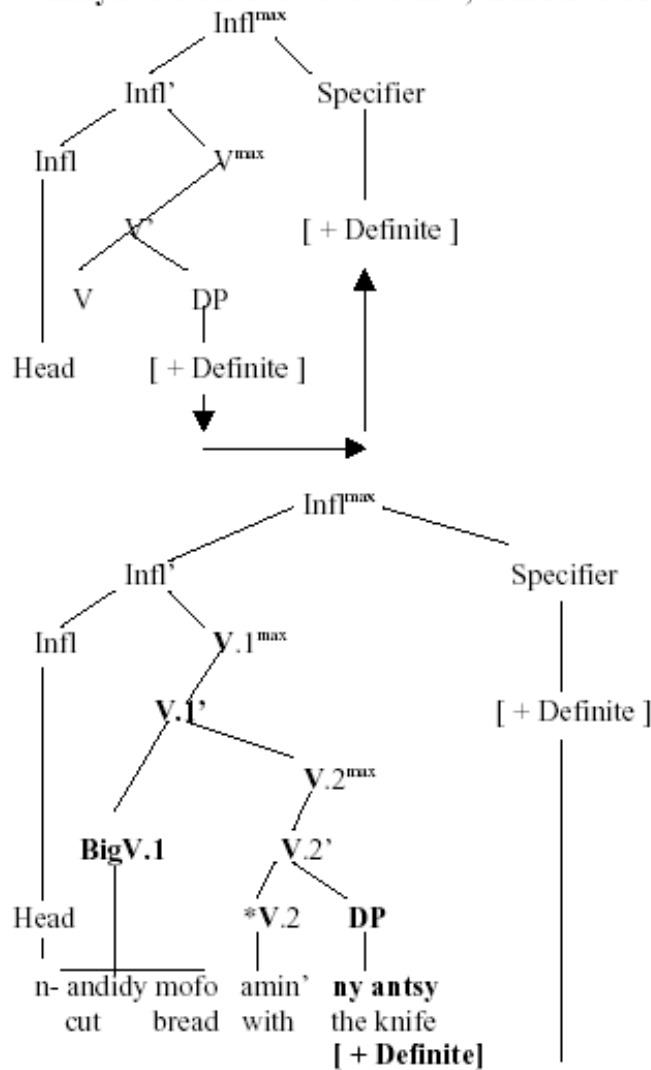 Infl^max
Infl’ Specifier
Infl V^max
V’ [ + Definite ]
V DP
Head [ + Definite ]
Infl^max
Infl’ Specifier
Infl V.1^max
V.1’ [ + Definite ]
V.2^max
BigV.1 V.2’
Head *V.2 DP
n- andidy mofo amin’ ny antsy
cut bread with the knife
[ + Definite]